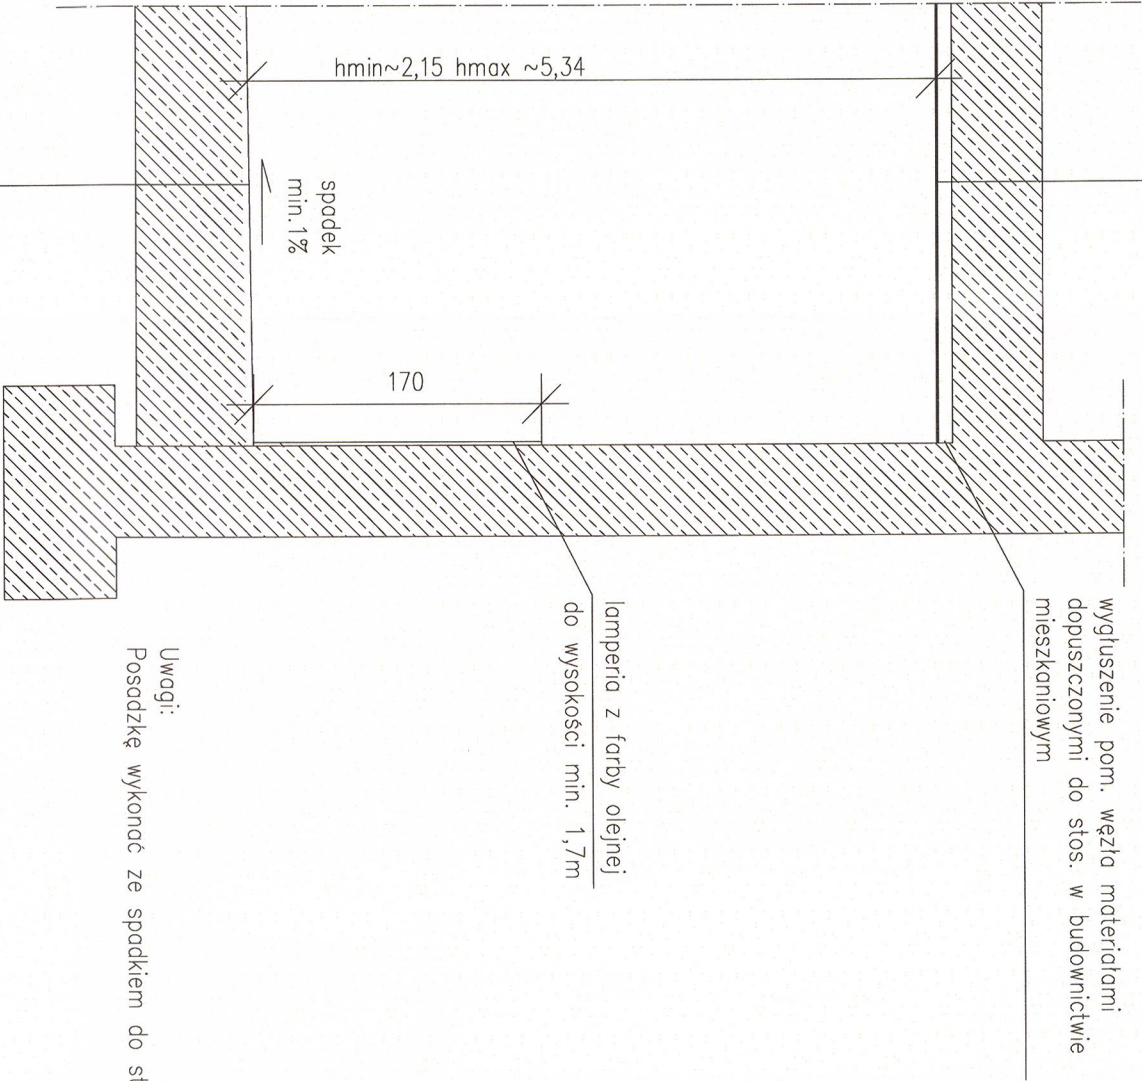 hmin~2,15 hmax ~5,34
spadek
min.1%
170
wygłuszenie pom. węzła materiałami
dopuszczonymi do stos. w budownictwie
mieszkaniowym
lamperia z farby olejnej
do wysokości min. 1,7m
Uwagi:
Posadzkę wykonać ze spadkiem do